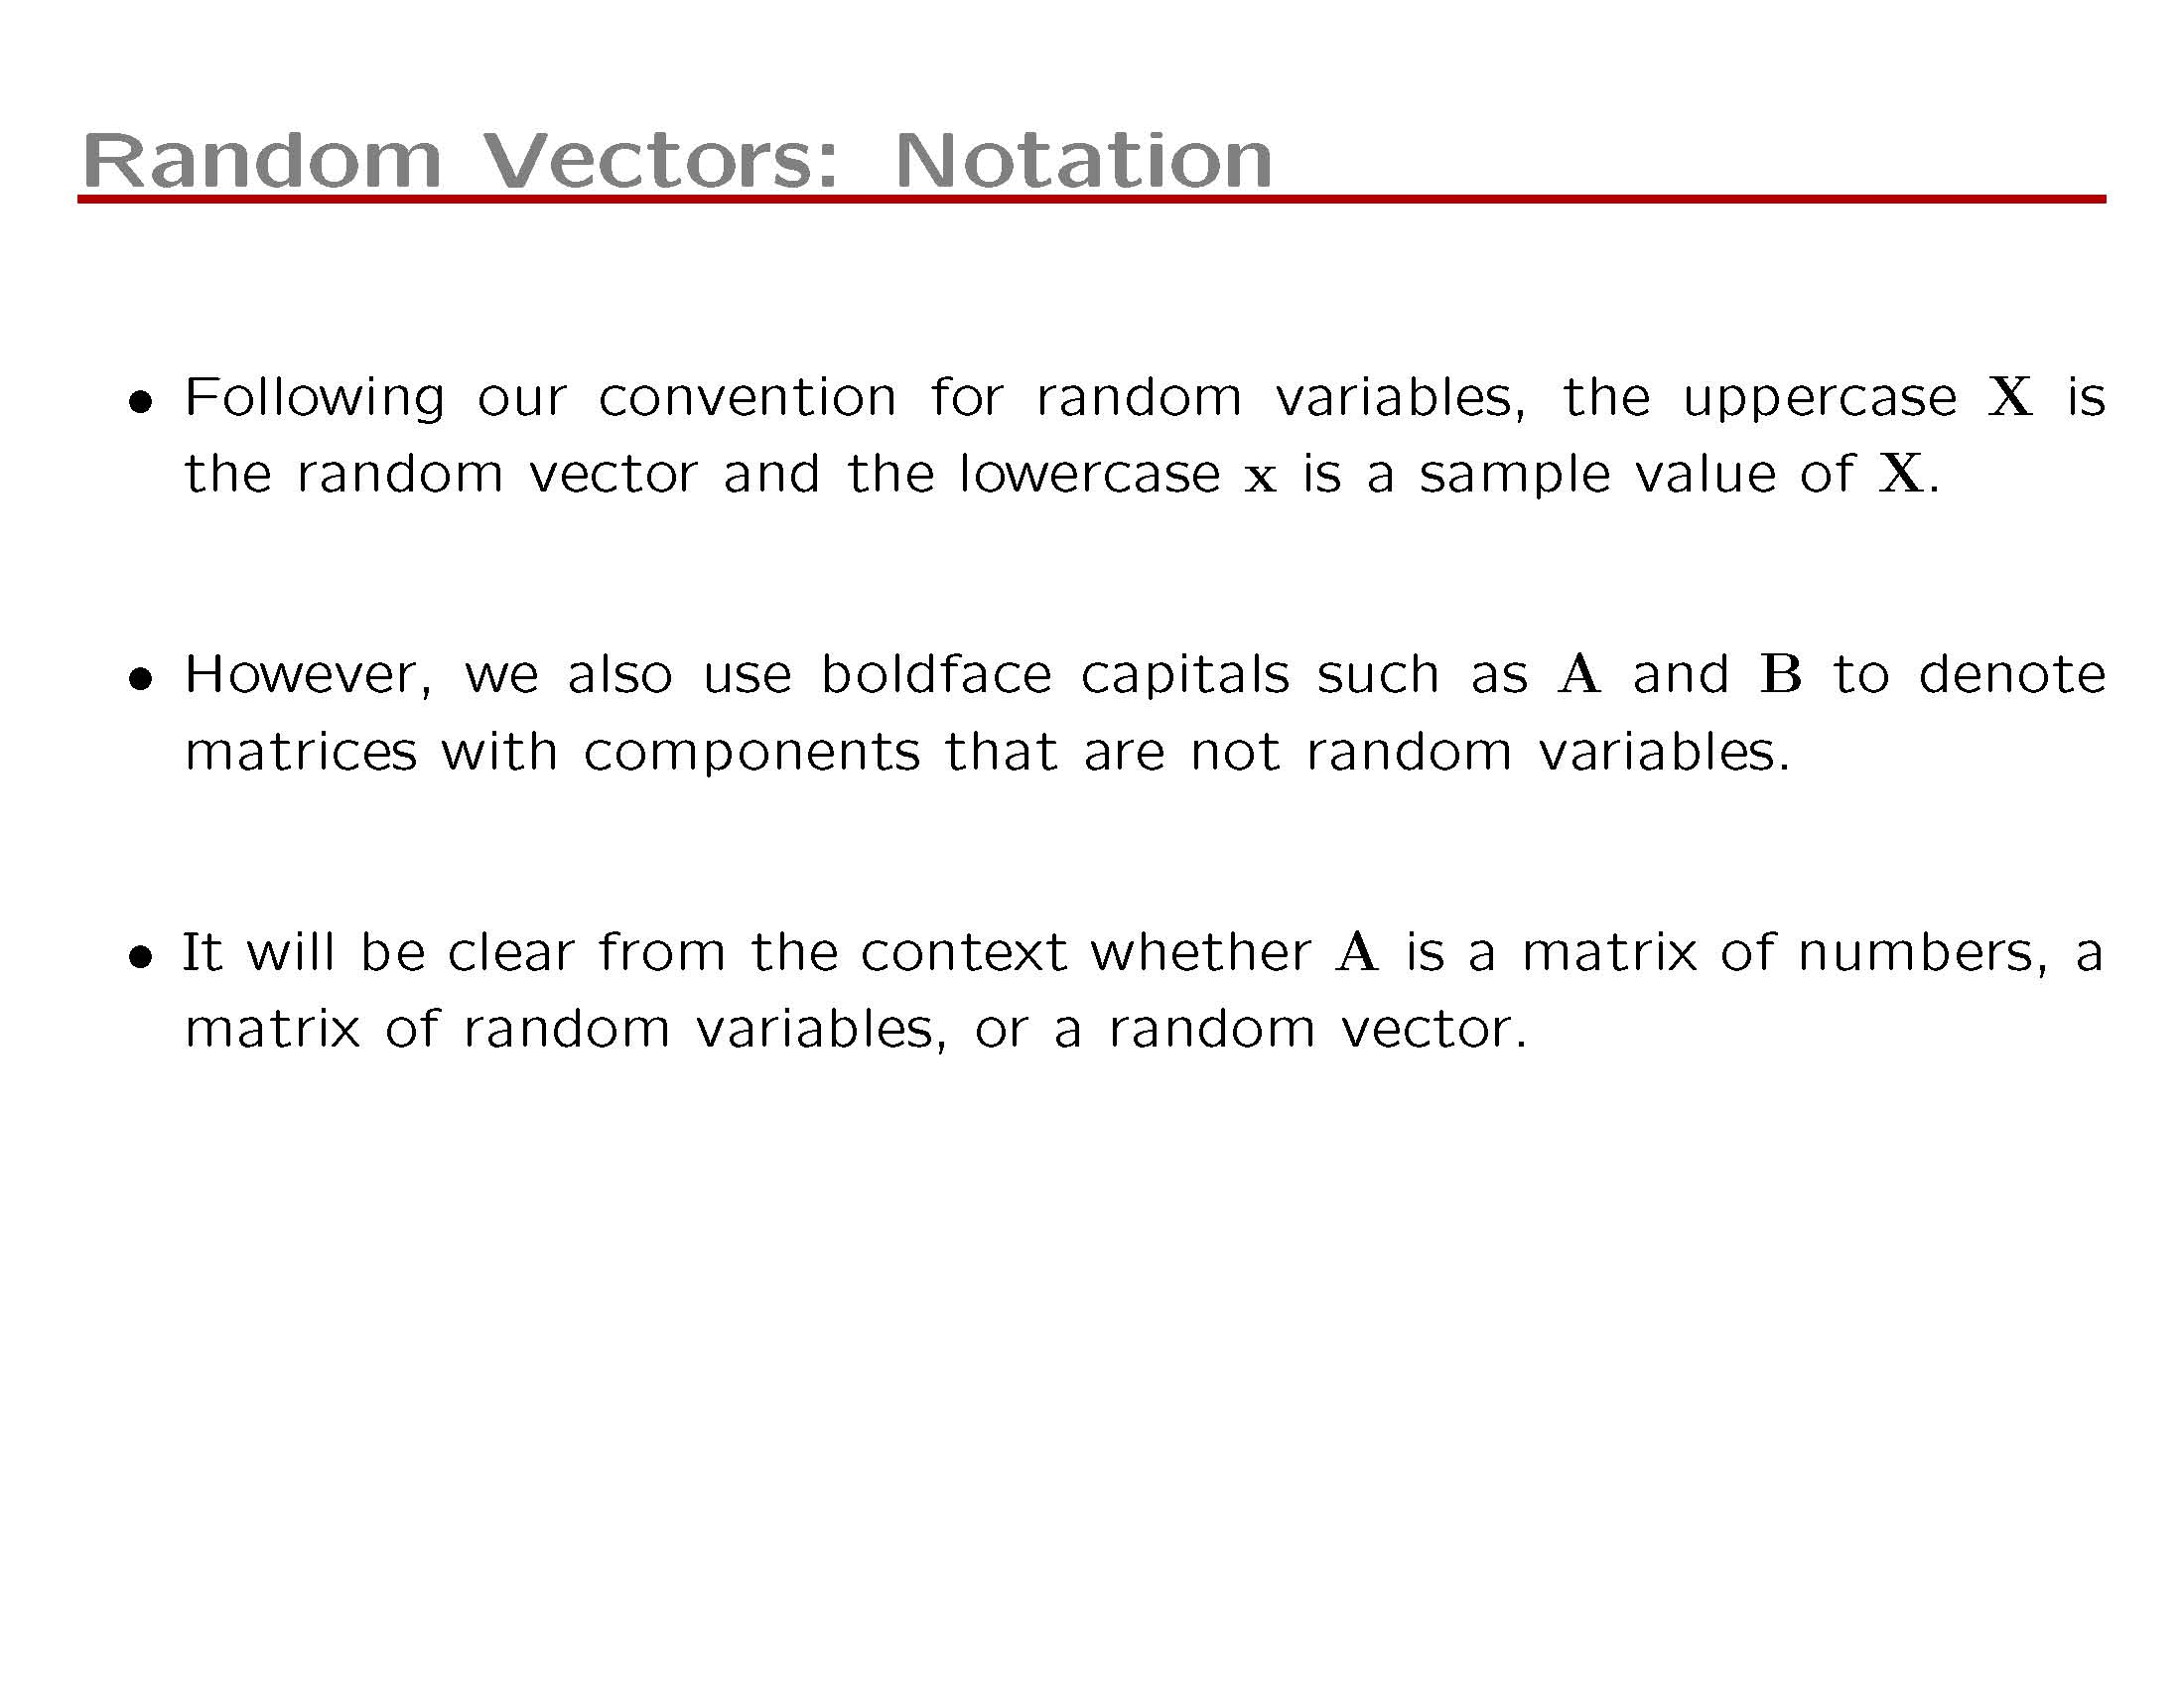 Random Vectors: Notation
• Following our convention for random variables, the uppercase X is
the random vector and the lowercase x is a sample value of X.
• However, we also use boldface capitals such as A and B to denote
matrices with components that are not random variables.
• It will be clear from the context whether A is a matrix of numbers, a
matrix of random variables, or a random vector.